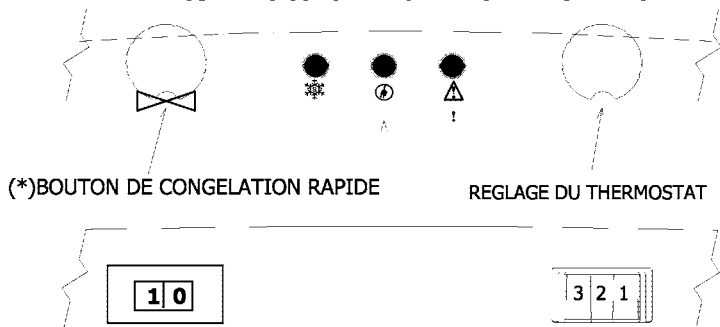 !
(*)BOUTON DE CONGELATION RAPIDE
REGLAGE DU THERMOSTAT
1 0
3 2 1